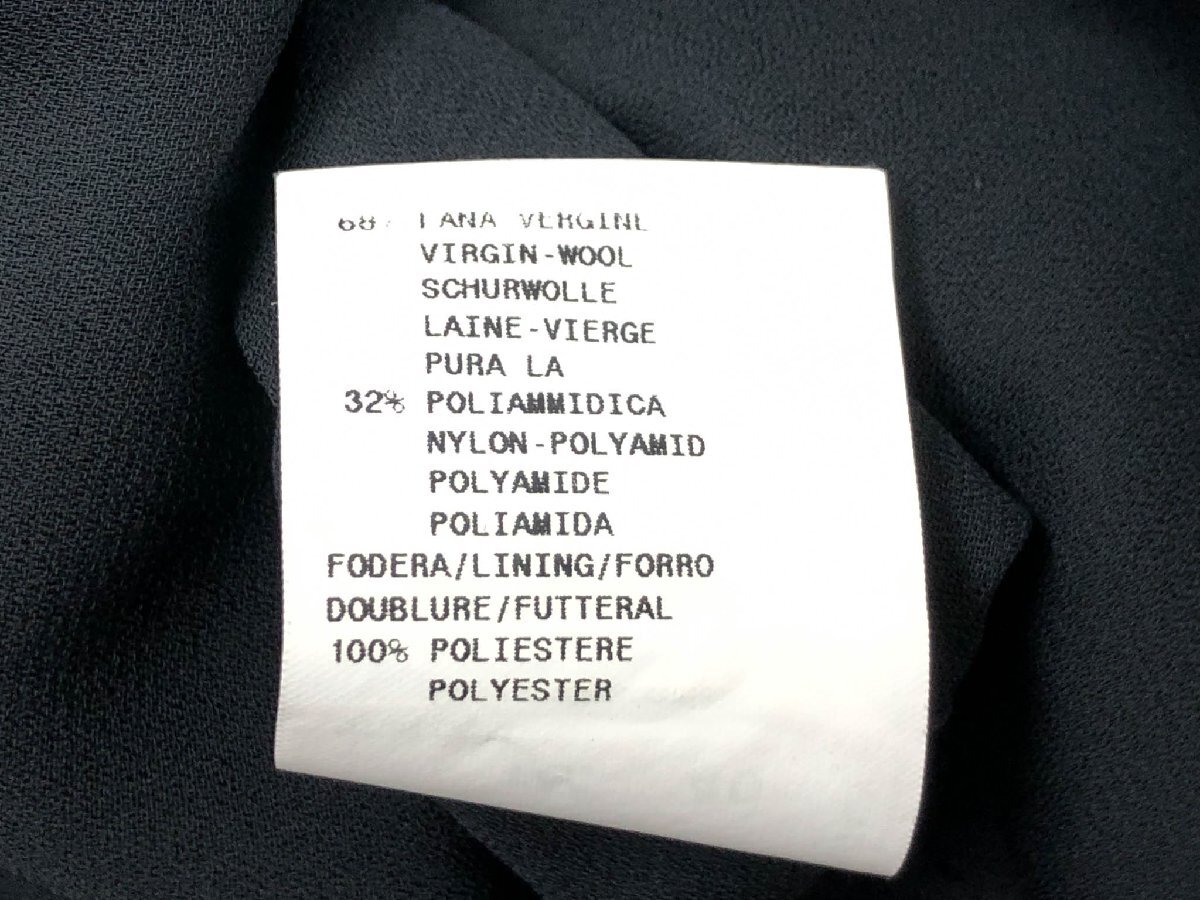 68% LANA VERGINE
VIRGIN-WOOL
SCHURWOLLE
LAINE-VIERGE
PURA LA
32% POLIAMMIDICA
NYLON-POLYAMID
POLYAMIDE
POLIAMIDA
FODERA/LINING/FORRO
DOUBLURE/FUTTERAL
100% POLIESTERE
POLYESTER